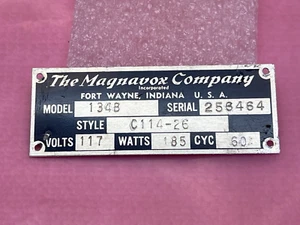 The Magnavox Company
Incorporated
FORT WAYNE, INDIANA U. S. A.
MODEL 134B SERIAL 256464
STYLE C114-26
VOLTS 117 WATTS 185 CYC 60